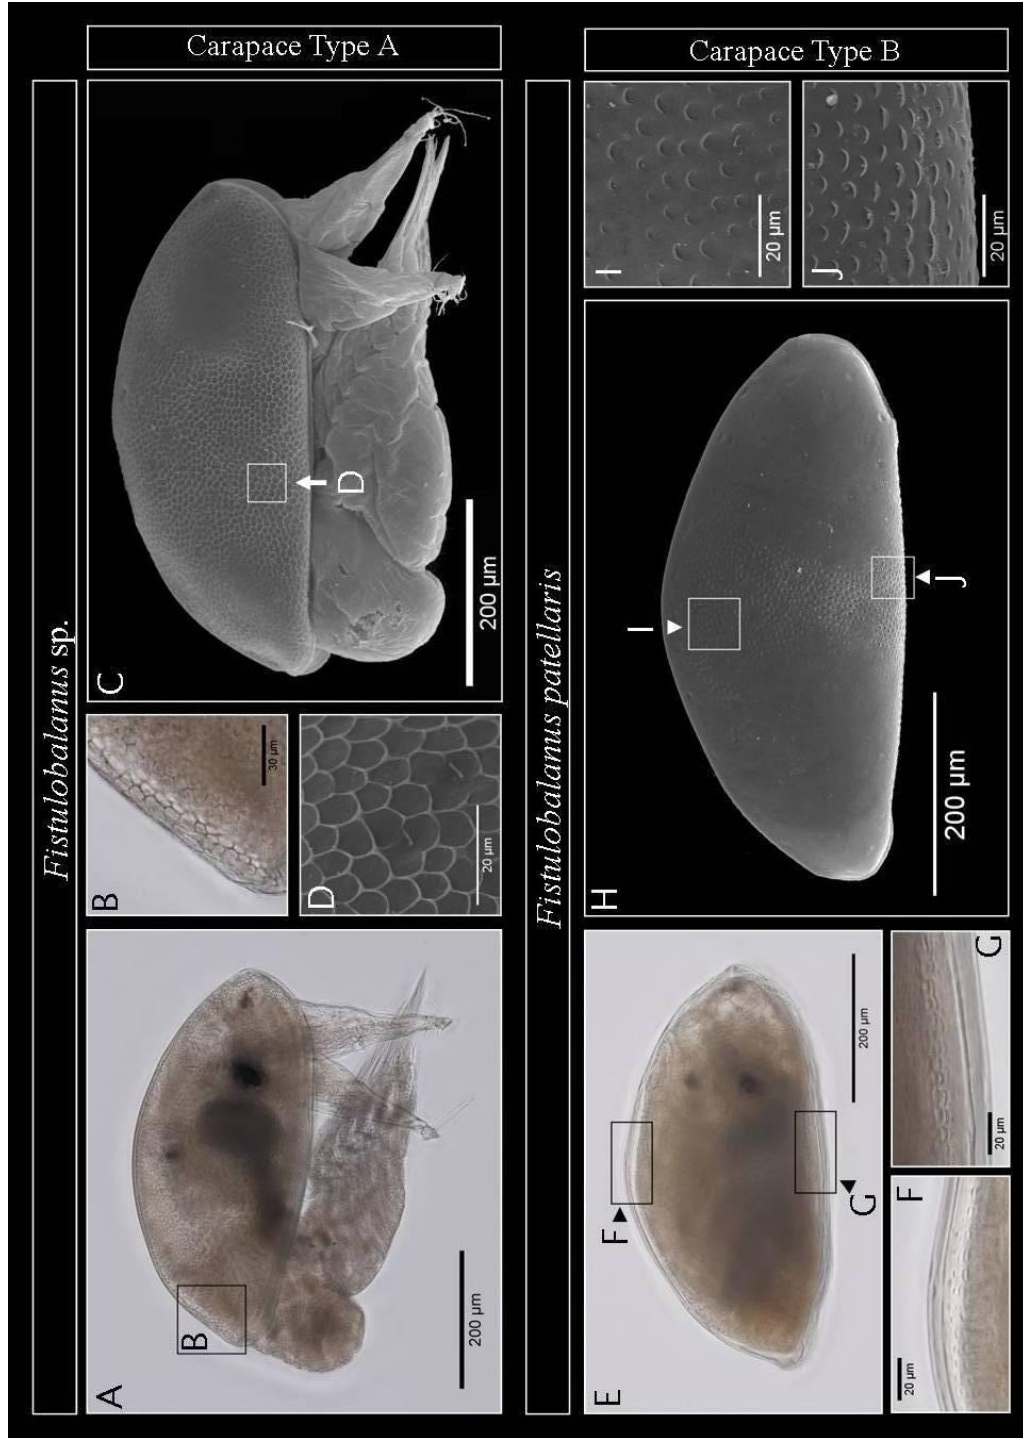 Fistulobalanus sp.
Carapace Type A
A
B
200 µm
B
30 µm
C
D
200 µm
D
20 µm
Fistulobalanus patellaris
Carapace Type B
E
F
G
200 µm
F
20 µm
G
20 µm
H
I
J
200 µm
I
20 µm
J
20 µm